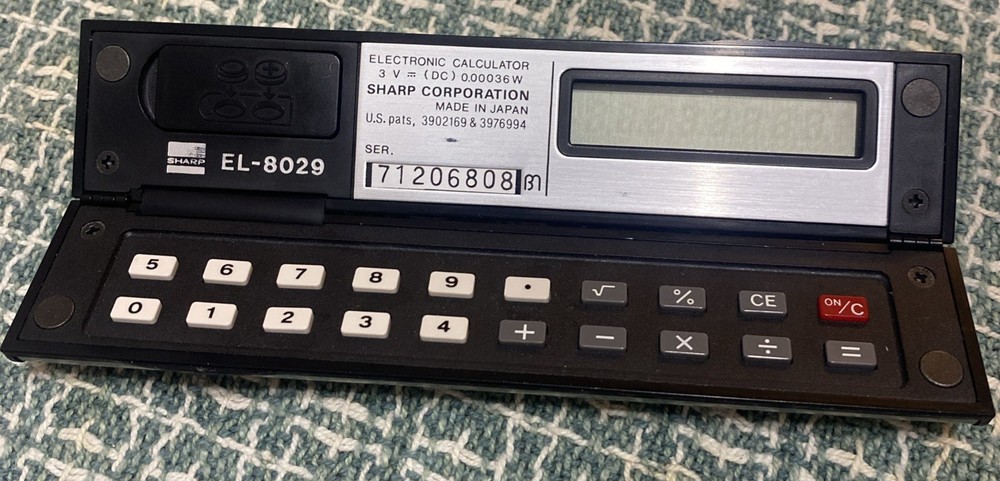 ELECTRONIC CALCULATOR
3 V ⎓ (DC) 0.00036 W
SHARP CORPORATION
MADE IN JAPAN
U.S. pats, 3902169 & 3976994
SER.
71206808
SHARP
EL-8029
5 6 7 8 9 • √ % CE ON/C
0 1 2 3 4 + − × ÷ =